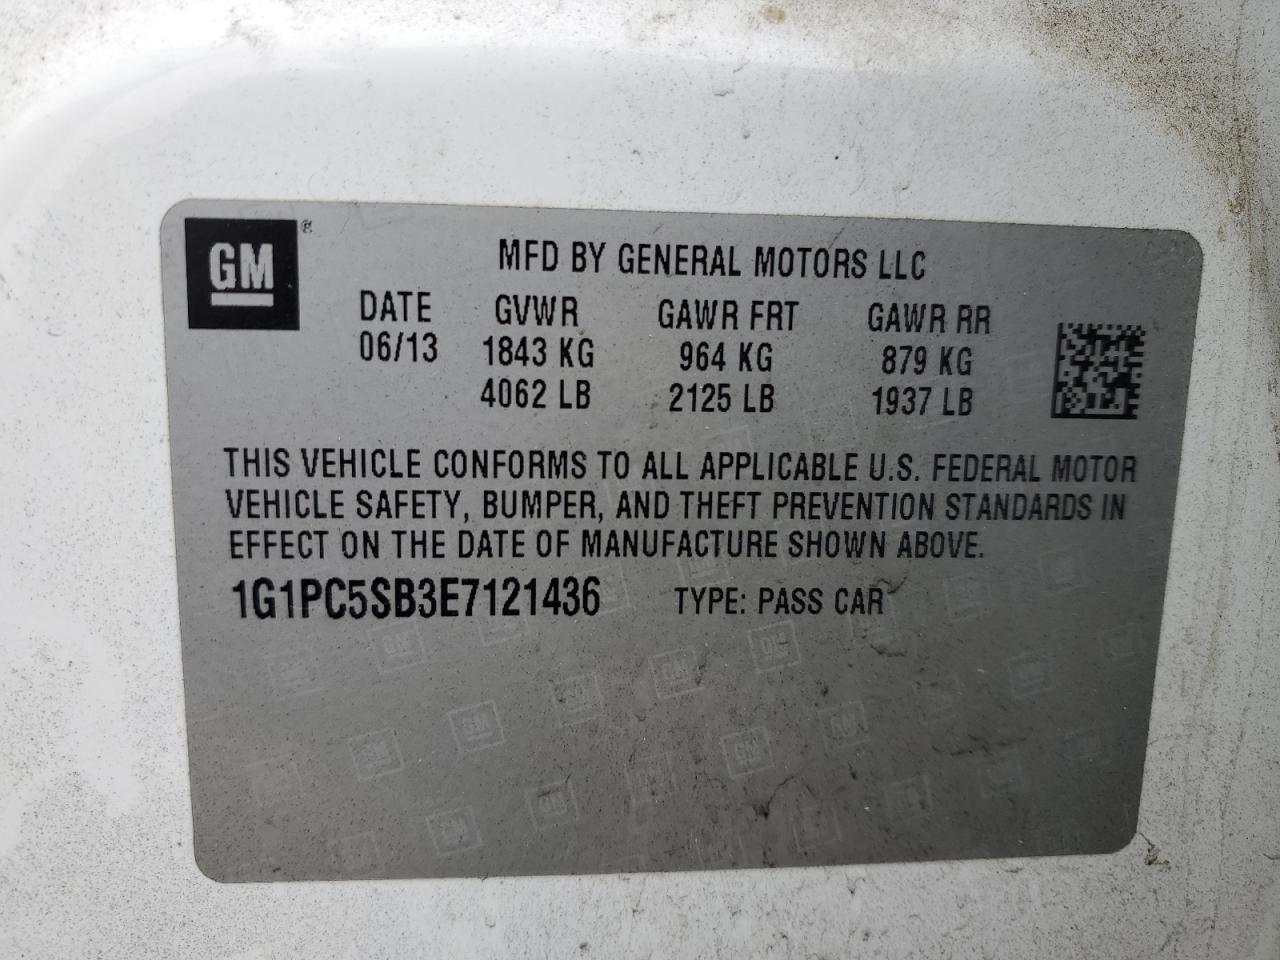 GM ®
MFD BY GENERAL MOTORS LLC
DATE GVWR GAWR FRT GAWR RR
06/13 1843 KG 964 KG 879 KG
4062 LB 2125 LB 1937 LB
THIS VEHICLE CONFORMS TO ALL APPLICABLE U.S. FEDERAL MOTOR
VEHICLE SAFETY, BUMPER, AND THEFT PREVENTION STANDARDS IN
EFFECT ON THE DATE OF MANUFACTURE SHOWN ABOVE.
1G1PC5SB3E7121436 TYPE: PASS CAR